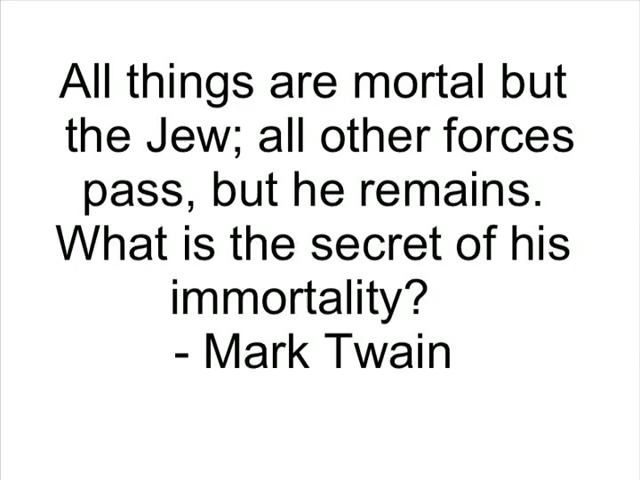 All things are mortal but
the Jew; all other forces
pass, but he remains.
What is the secret of his
immortality?
- Mark Twain